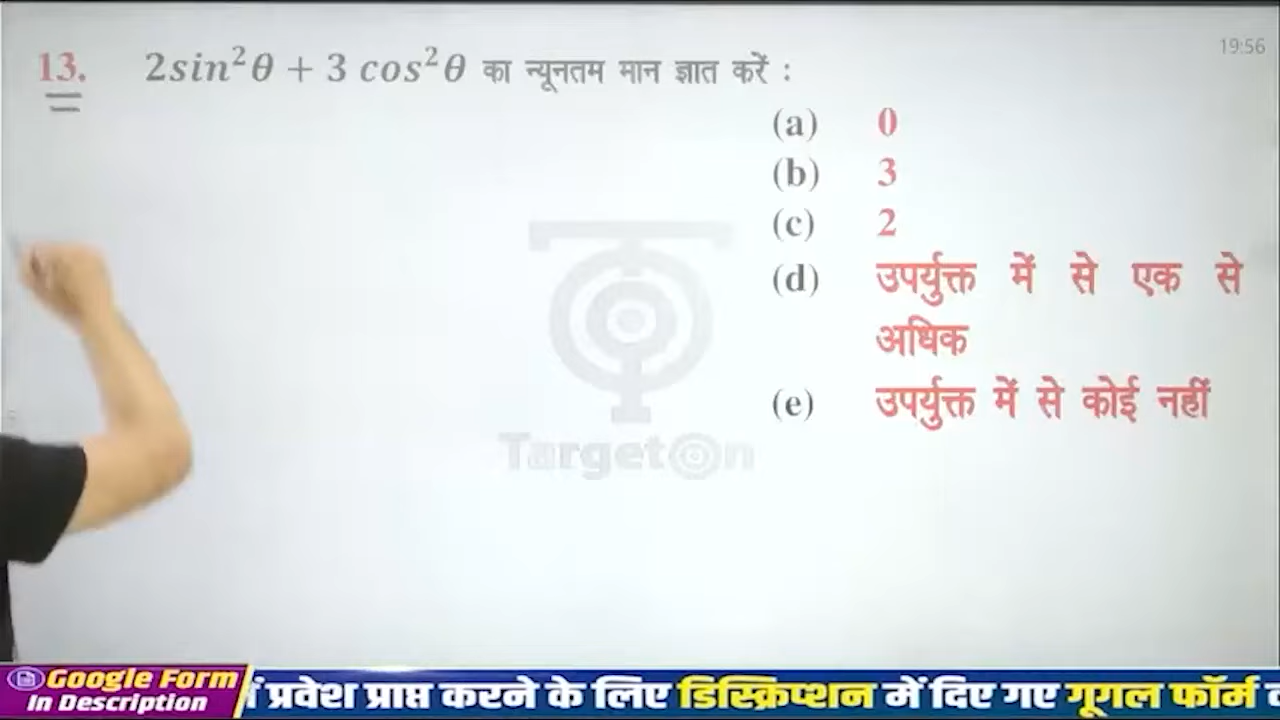 19:56
13. 2sin²θ + 3 cos²θ का न्यूनतम मान ज्ञात करें :
(a) 0
(b) 3
(c) 2
(d) उपर्युक्त में से एक से
अधिक
(e) उपर्युक्त में से कोई नहीं
TargetOn
Google Form
In Description
प्रवेश प्राप्त करने के लिए डिस्क्रिप्शन में दिए गए गूगल फॉर्म